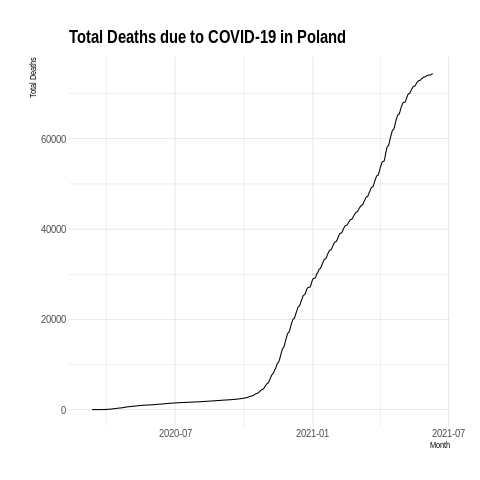 Total Deaths due to COVID-19 in Poland
Total Deaths
60000
40000
20000
0
2020-07 2021-01 2021-07
Month